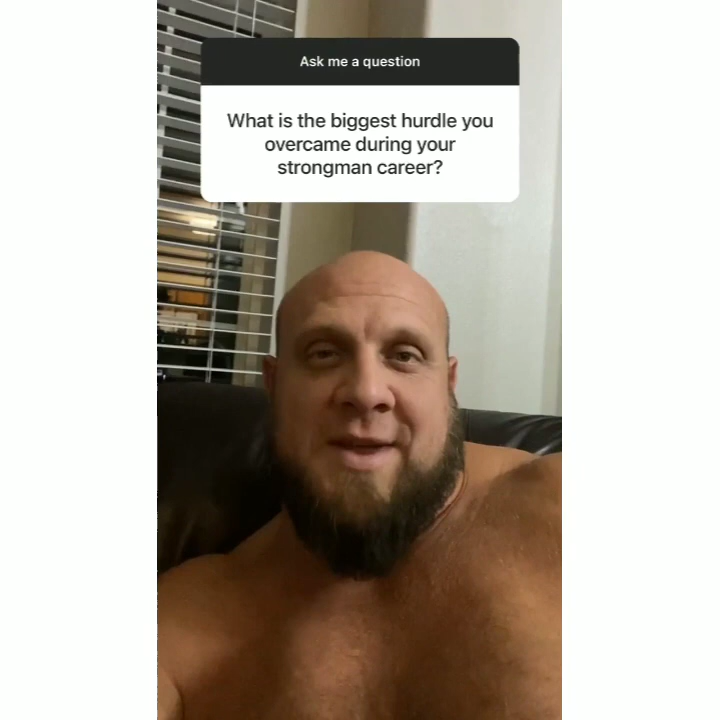 Ask me a question
What is the biggest hurdle you
overcame during your
strongman career?